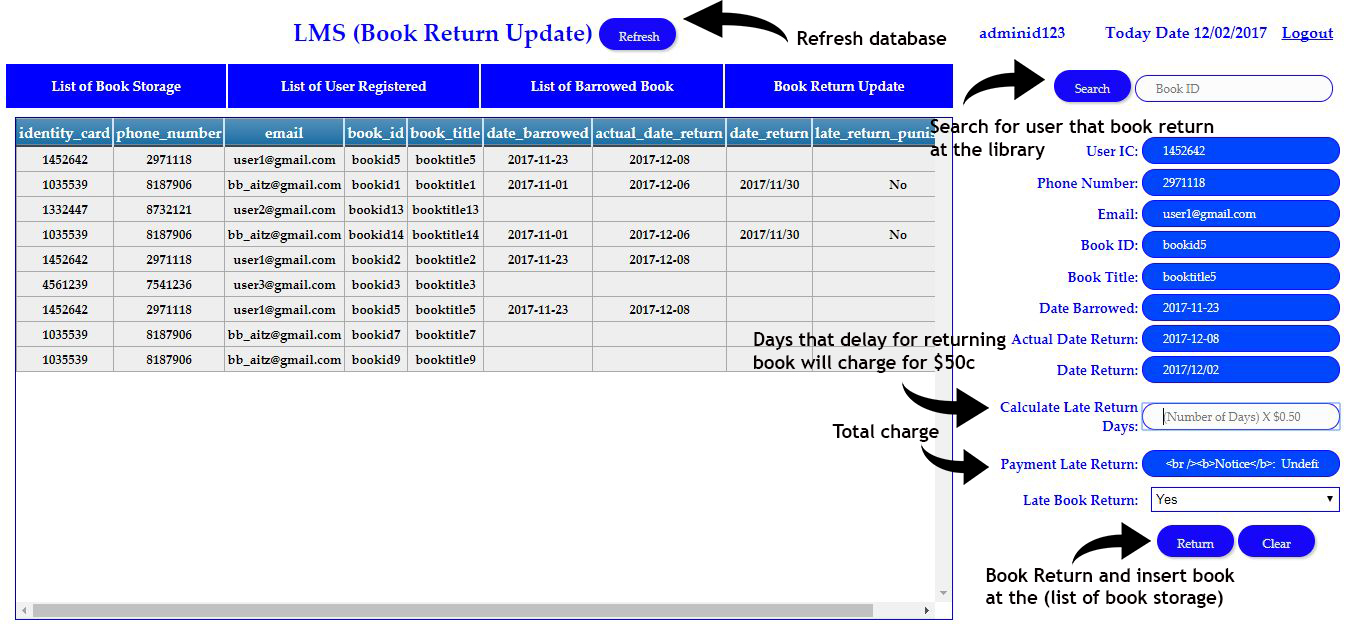 LMS (Book Return Update)
Refresh
Refresh database
adminid123
Today Date 12/02/2017
Logout
List of Book Storage
List of User Registered
List of Barrowed Book
Book Return Update
Search
Book ID
identity_card phone_number email book_id book_title date_barrowed actual_date_return date_return late_return_punis
1452642 2971118 user1@gmail.com bookid5 booktitle5 2017-11-23 2017-12-08
1035539 8187906 bb_aitz@gmail.com bookid1 booktitle1 2017-11-01 2017-12-06 2017/11/30 No
1332447 8732121 user2@gmail.com bookid13 booktitle13
1035539 8187906 bb_aitz@gmail.com bookid14 booktitle14 2017-11-01 2017-12-06 2017/11/30 No
1452642 2971118 user1@gmail.com bookid2 booktitle2 2017-11-23 2017-12-08
4561239 7541236 user3@gmail.com bookid3 booktitle3
1452642 2971118 user1@gmail.com bookid5 booktitle5 2017-11-23 2017-12-08
1035539 8187906 bb_aitz@gmail.com bookid7 booktitle7
1035539 8187906 bb_aitz@gmail.com bookid9 booktitle9
Search for user that book return
at the library
User IC: 1452642
Phone Number: 2971118
Email: user1@gmail.com
Book ID: bookid5
Book Title: booktitle5
Date Barrowed: 2017-11-23
Actual Date Return: 2017-12-08
Date Return: 2017/12/02
Days that delay for returning
book will charge for $50c
Calculate Late Return
Days:
(Number of Days) X $0.50
Total charge
Payment Late Return: <br /><b>Notice</b>: Undefi
Late Book Return: Yes
Return
Clear
Book Return and insert book
at the (list of book storage)